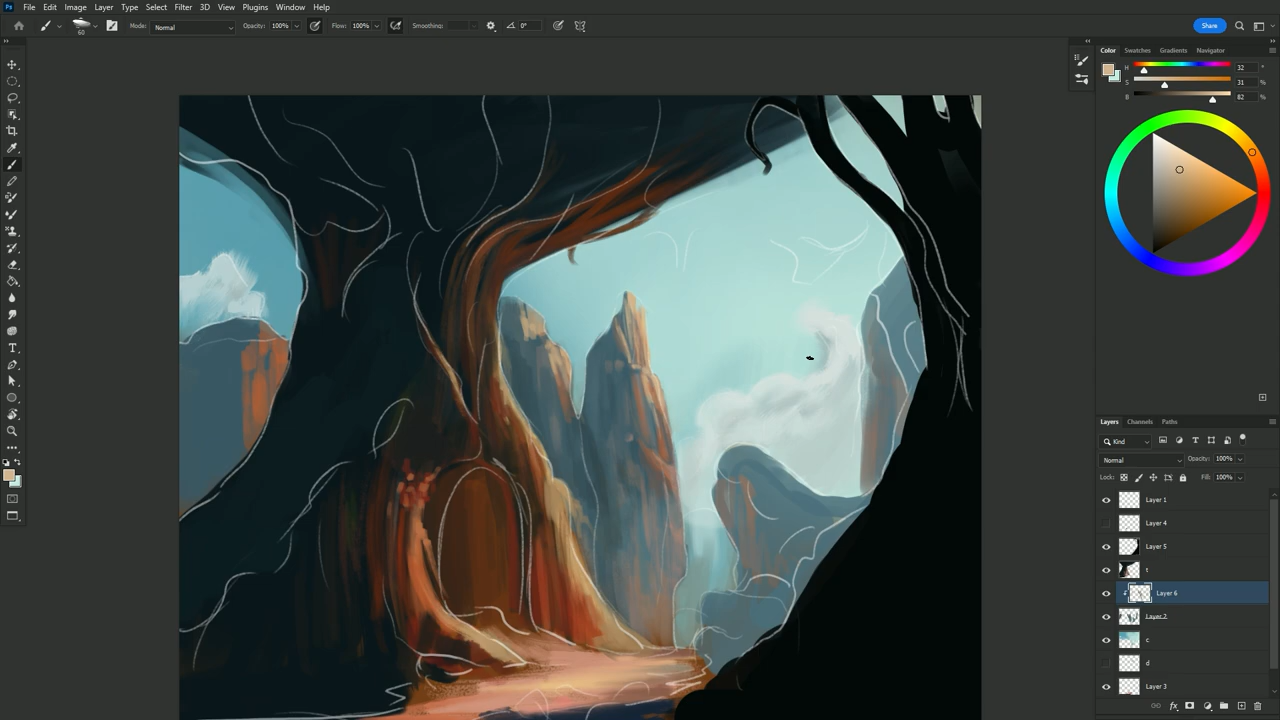 Ps File Edit Image Layer Type Select Filter 3D View Plugins Window Help
60 Mode: Normal Opacity: 100% Flow: 100% Smoothing: 0° Share
Color Swatches Gradients Navigator
H 32 °
S 31 %
B 82 %
Layers Channels Paths
Kind
Normal Opacity: 100%
Lock: Fill: 100%
Layer 1
Layer 4
Layer 5
t
Layer 6
Layer 2
c
d
Layer 3
fx